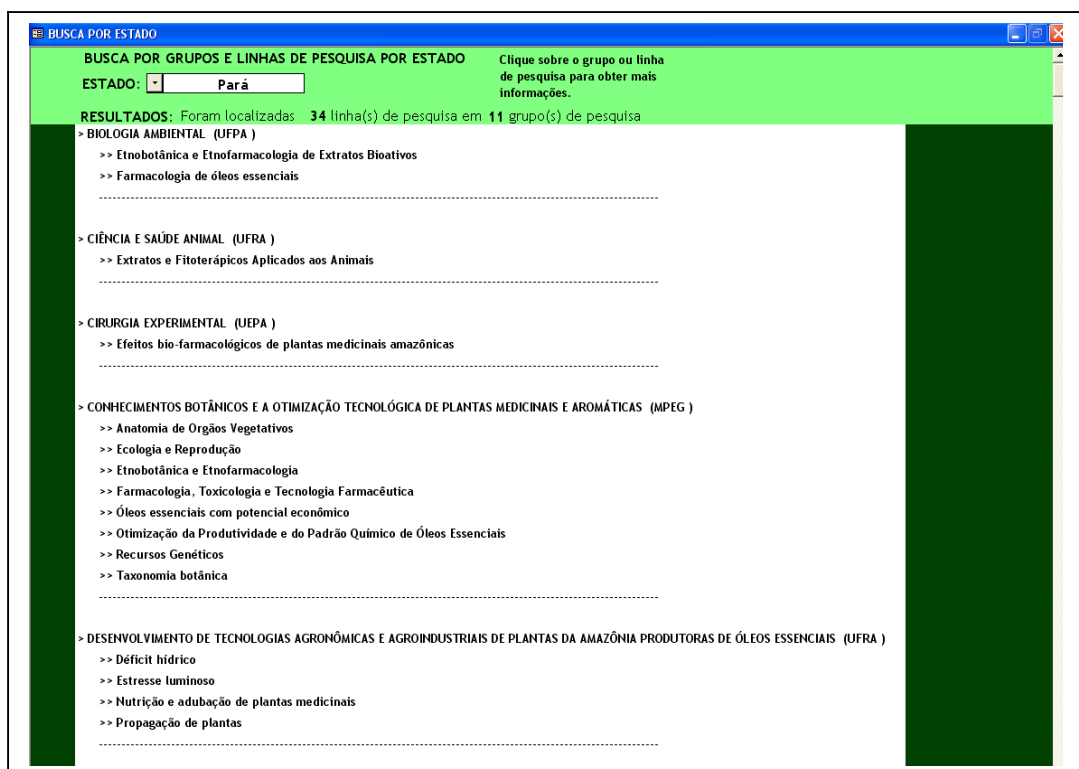 BUSCA POR ESTADO
BUSCA POR GRUPOS E LINHAS DE PESQUISA POR ESTADO
Clique sobre o grupo ou linha
de pesquisa para obter mais
informações.
ESTADO: Pará
RESULTADOS: Foram localizadas 34 linha(s) de pesquisa em 11 grupo(s) de pesquisa
> BIOLOGIA AMBIENTAL (UFPA )
>> Etnobotânica e Etnofarmacologia de Extratos Bioativos
>> Farmacologia de óleos essenciais
> CIÊNCIA E SAÚDE ANIMAL (UFRA )
>> Extratos e Fitoterápicos Aplicados aos Animais
> CIRURGIA EXPERIMENTAL (UEPA )
>> Efeitos bio-farmacológicos de plantas medicinais amazônicas
> CONHECIMENTOS BOTÂNICOS E A OTIMIZAÇÃO TECNOLÓGICA DE PLANTAS MEDICINAIS E AROMÁTICAS (MPEG )
>> Anatomia de Orgãos Vegetativos
>> Ecologia e Reprodução
>> Etnobotânica e Etnofarmacologia
>> Farmacologia, Toxicologia e Tecnologia Farmacêutica
>> Óleos essenciais com potencial econômico
>> Otimização da Produtividade e do Padrão Químico de Óleos Essenciais
>> Recursos Genéticos
>> Taxonomia botânica
> DESENVOLVIMENTO DE TECNOLOGIAS AGRONÔMICAS E AGROINDUSTRIAIS DE PLANTAS DA AMAZÔNIA PRODUTORAS DE ÓLEOS ESSENCIAIS (UFRA )
>> Déficit hídrico
>> Estresse luminoso
>> Nutrição e adubação de plantas medicinais
>> Propagação de plantas